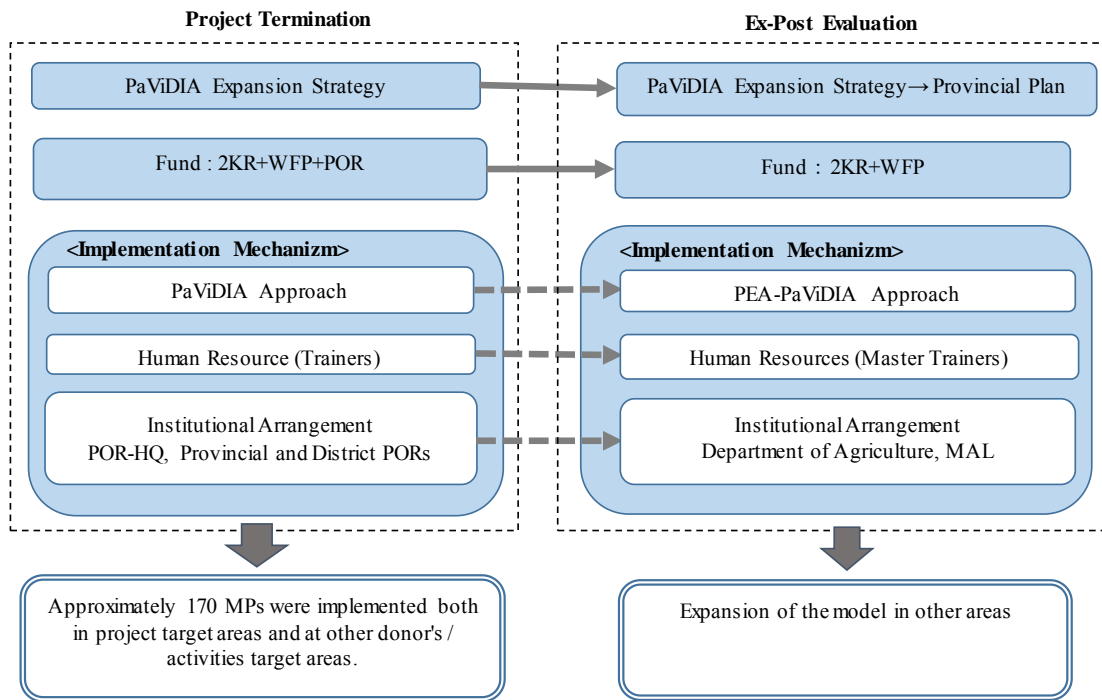 Project Termination
PaViDIA Expansion Strategy
Fund : 2KR+WFP+POR
<Implementation Mechanizm>
PaViDIA Approach
Human Resource (Trainers)
Institutional Arrangement
POR-HQ, Provincial and District PORs
Approximately 170 MPs were implemented both
in project target areas and at other donor's /
activities target areas.
Ex-Post Evaluation
PaViDIA Expansion Strategy→Provincial Plan
Fund : 2KR+WFP
<Implementation Mechanizm>
PEA-PaViDIA Approach
Human Resources (Master Trainers)
Institutional Arrangement
Department of Agriculture, MAL
Expansion of the model in other areas